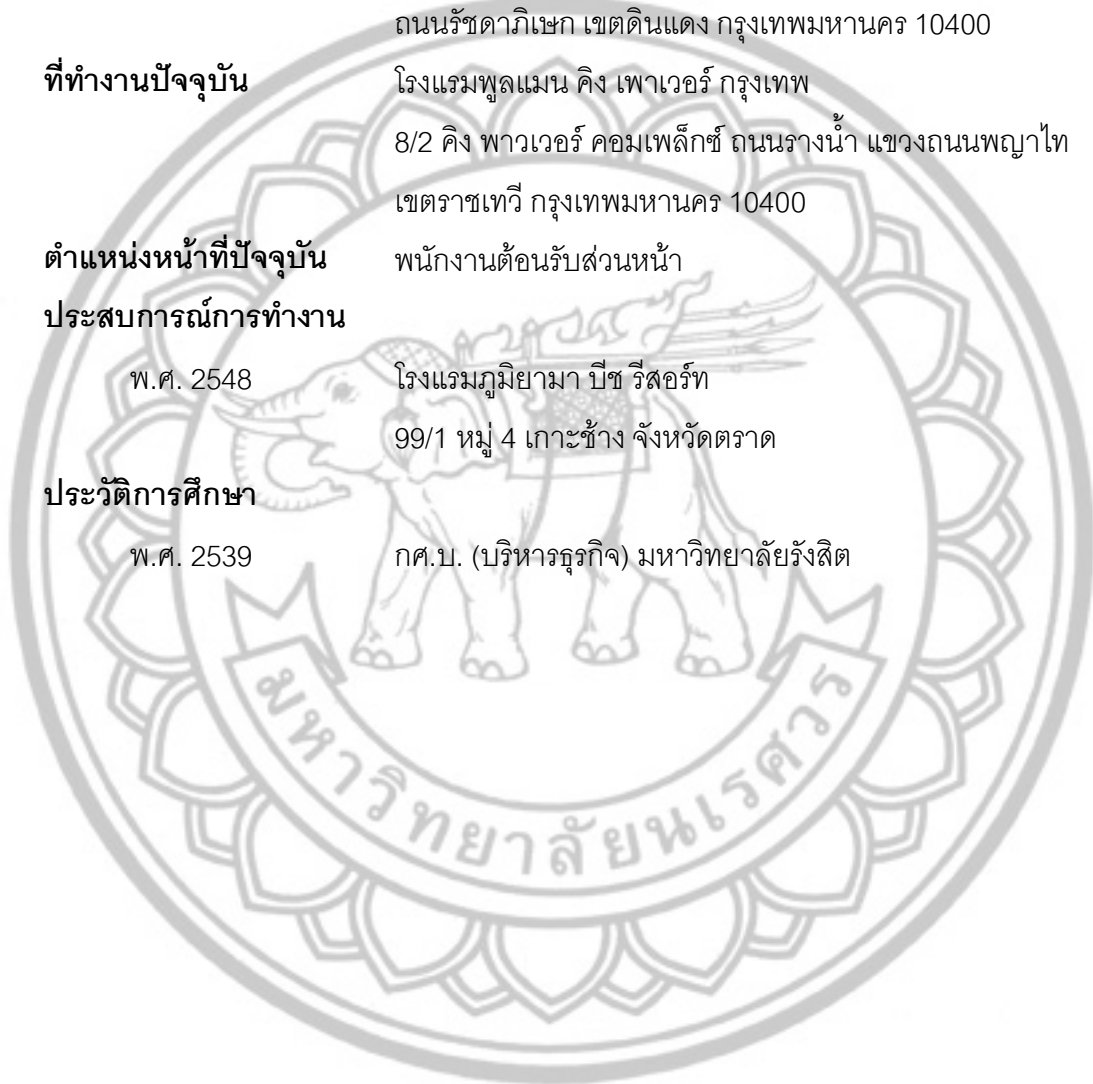 ถนนรัชดาภิเษก เขตดินแดง กรุงเทพมหานคร 10400
ที่ทำงานปัจจุบัน โรงแรมพูลแมน คิง เพาเวอร์ กรุงเทพ
8/2 คิง พาวเวอร์ คอมเพล็กซ์ ถนนรางน้ำ แขวงถนนพญาไท
เขตราชเทวี กรุงเทพมหานคร 10400
ตำแหน่งหน้าที่ปัจจุบัน พนักงานต้อนรับส่วนหน้า
ประสบการณ์การทำงาน
พ.ศ. 2548 โรงแรมภูมิยามา บีช รีสอร์ท
99/1 หมู่ 4 เกาะช้าง จังหวัดตราด
ประวัติการศึกษา
พ.ศ. 2539 กศ.บ. (บริหารธุรกิจ) มหาวิทยาลัยรังสิต
มหาวิทยาลัยนเรศวร